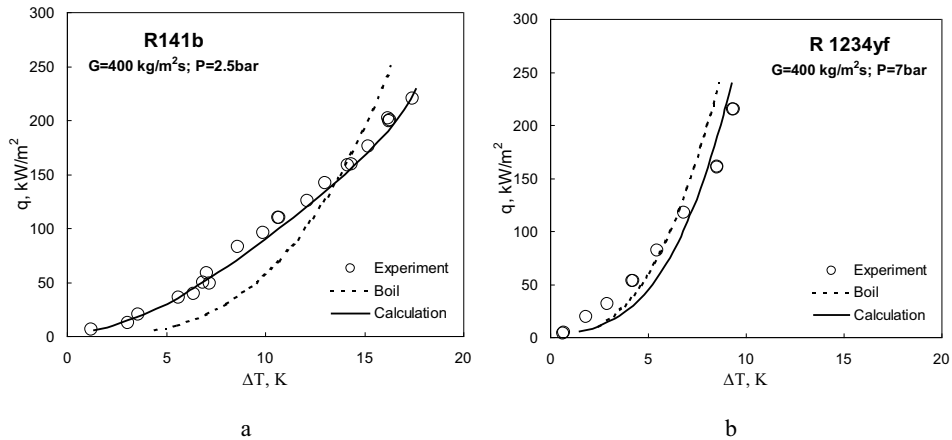 R141b
G=400 kg/m²s; P=2.5bar
q, kW/m²
300
250
200
150
100
50
0
Experiment
Boil
Calculation
0 5 10 15 20
ΔT, K
a
R 1234yf
G=400 kg/m²s; P=7bar
q, kW/m²
300
250
200
150
100
50
0
Experiment
Boil
Calculation
0 5 10 15 20
ΔT, K
b